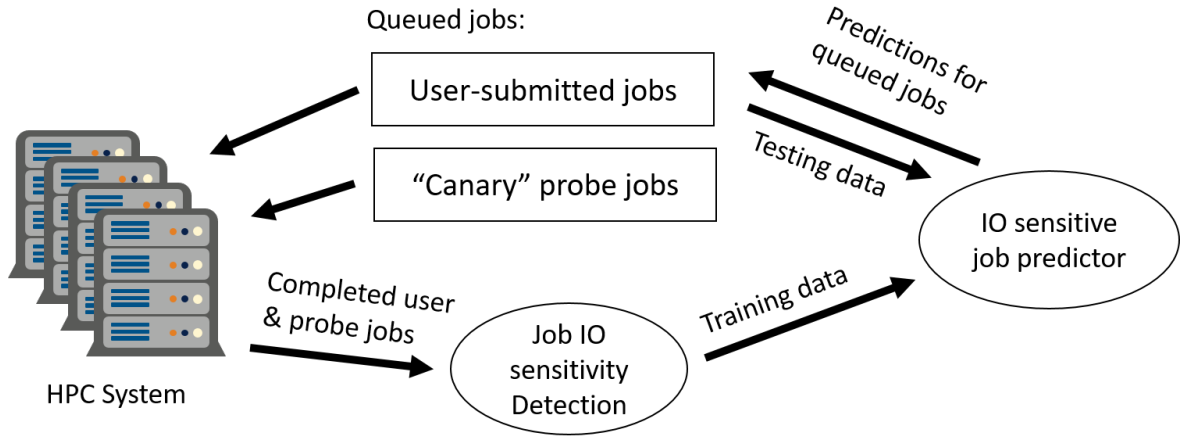 Queued jobs:
User-submitted jobs
“Canary” probe jobs
Predictions for
queued jobs
Testing data
IO sensitive
job predictor
Completed user
& probe jobs
Training data
Job IO
sensitivity
Detection
HPC System